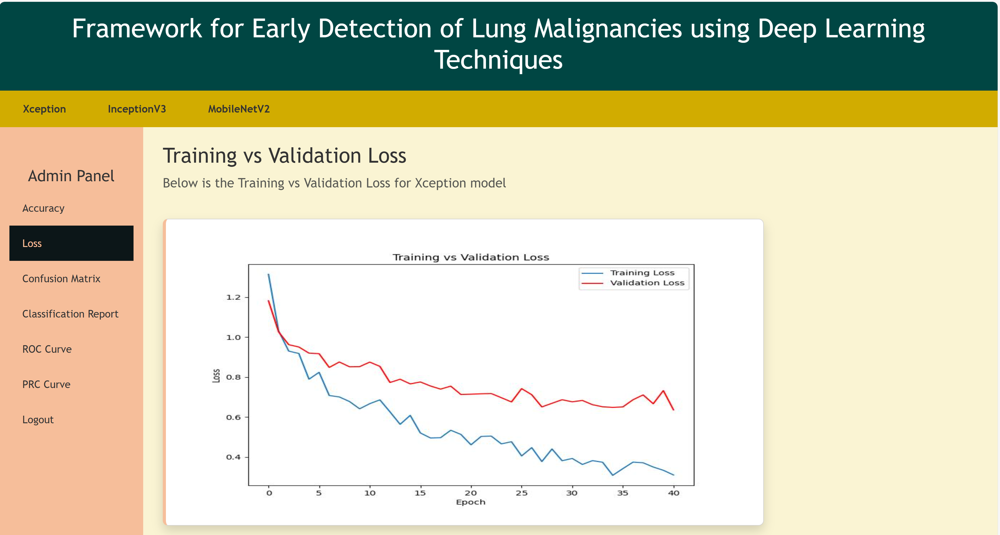 Framework for Early Detection of Lung Malignancies using Deep Learning
Techniques
Xception InceptionV3 MobileNetV2
Admin Panel
Accuracy
Loss
Confusion Matrix
Classification Report
ROC Curve
PRC Curve
Logout
Training vs Validation Loss
Below is the Training vs Validation Loss for Xception model
Training vs Validation Loss
Training Loss
Validation Loss
1.2
1.0
0.8
0.6
0.4
Loss
0 5 10 15 20 25 30 35 40
Epoch